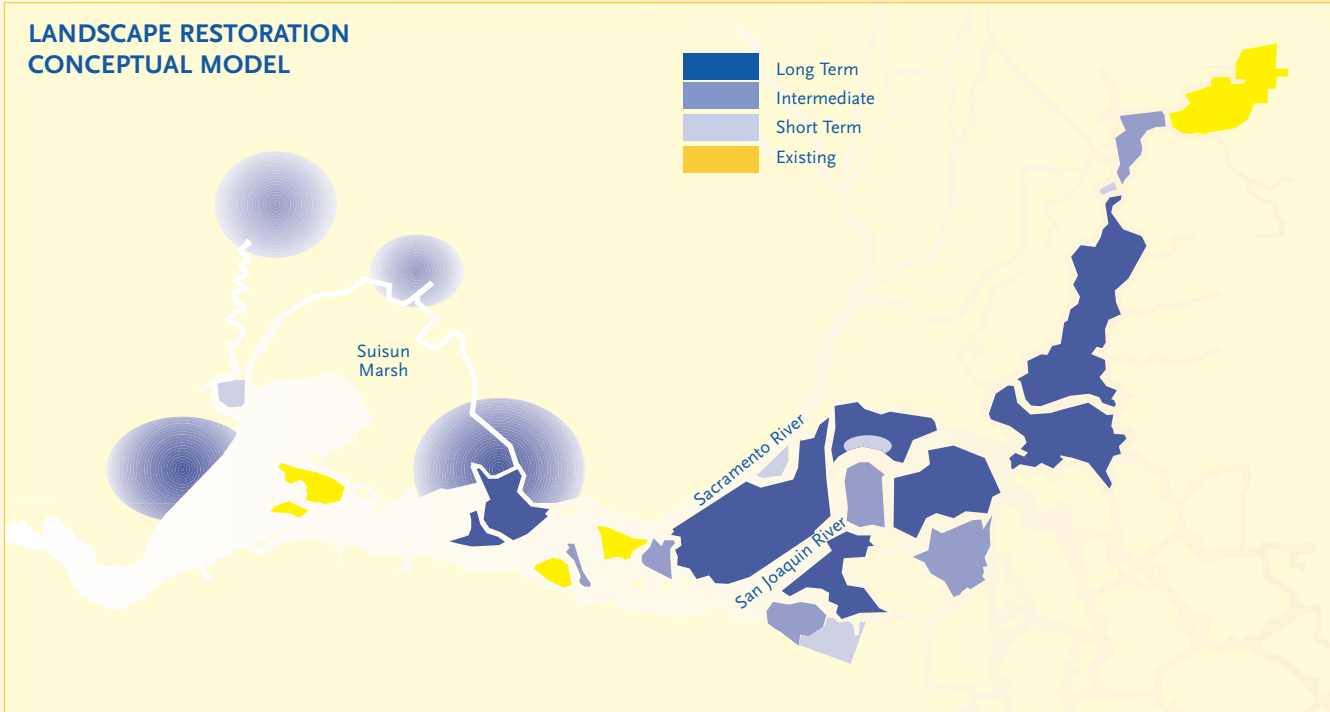 LANDSCAPE RESTORATION
CONCEPTUAL MODEL
Long Term
Intermediate
Short Term
Existing
Suisun
Marsh
Sacramento River
San Joaquin River